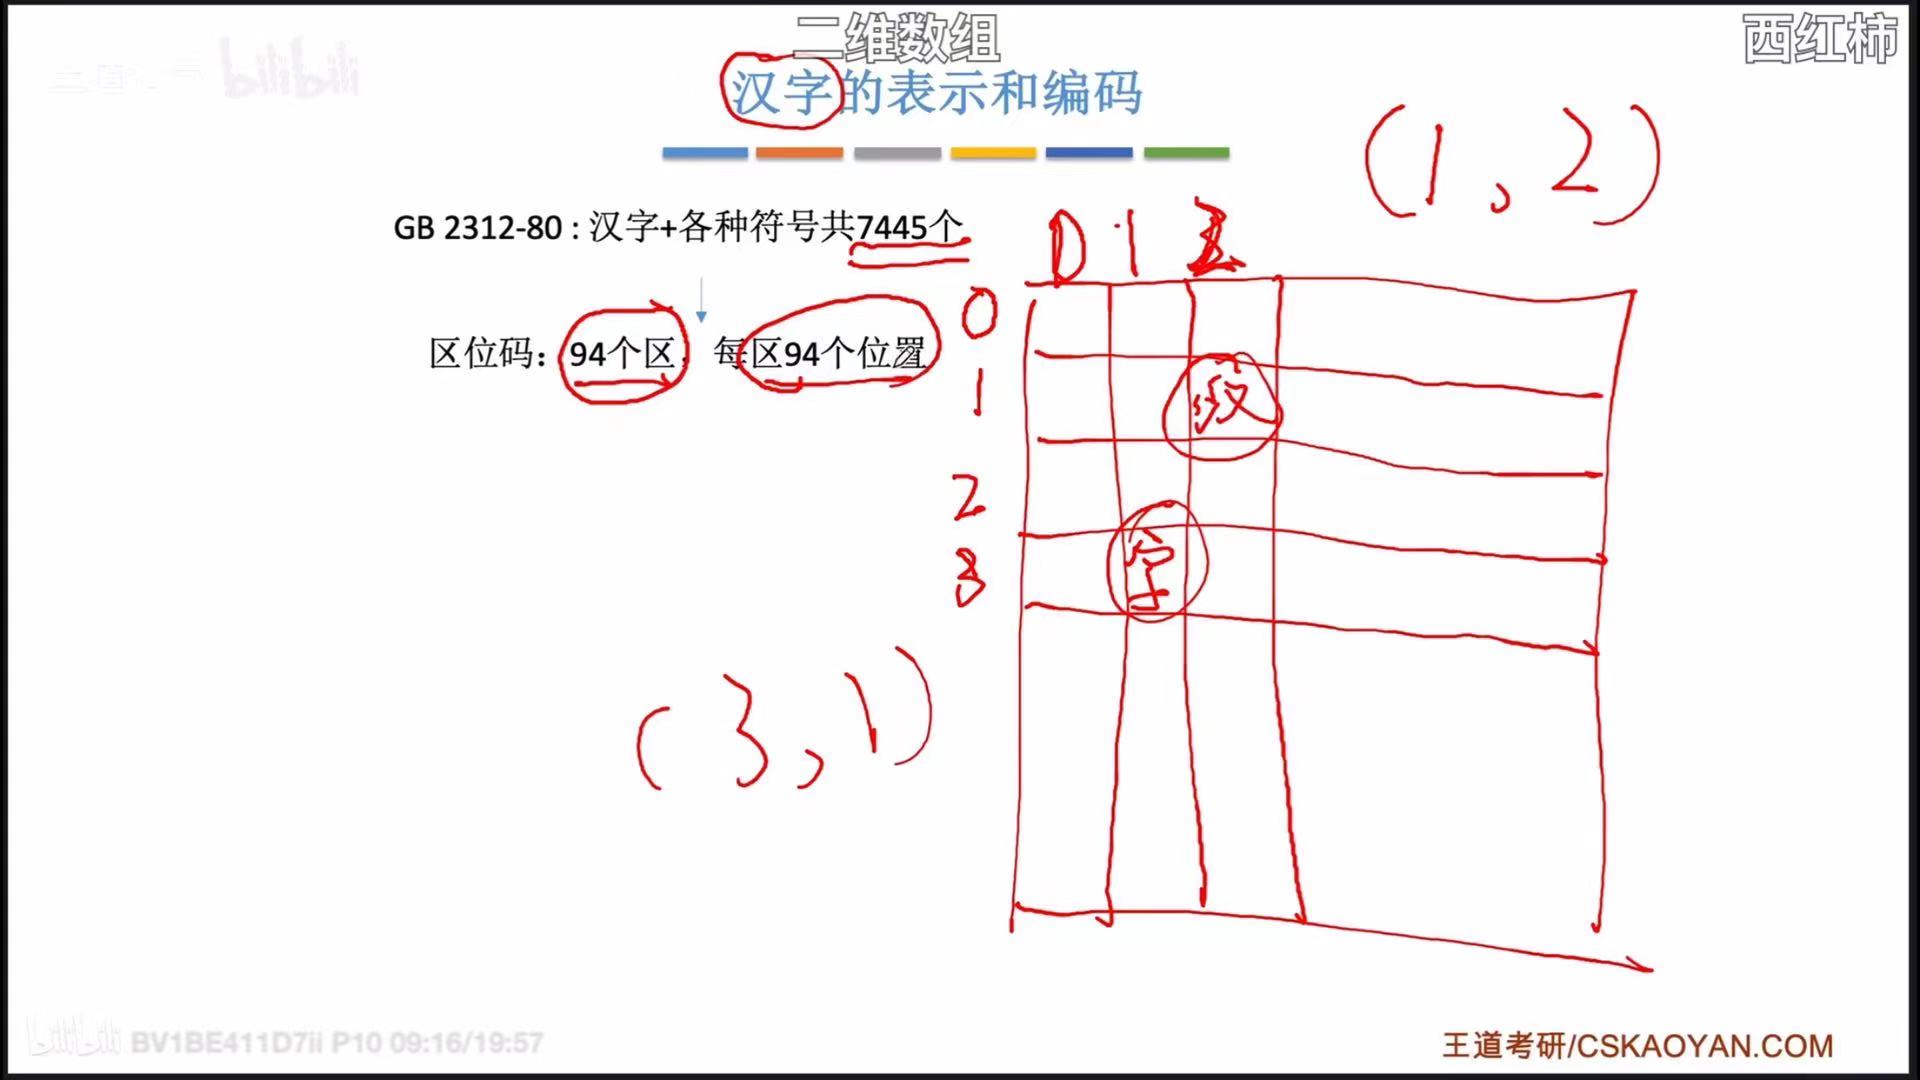 二维数组
西红柿
bilibili
汉字的表示和编码
(1,2)
GB 2312-80 : 汉字+各种符号共7445个
0 1 2
0
区位码：94个区，每区94个位置
1
汉
2
字
3
(3,1)
bilibili BV1BE411D7ii P10 09:16/19:57
王道考研/CSKAOYAN.COM